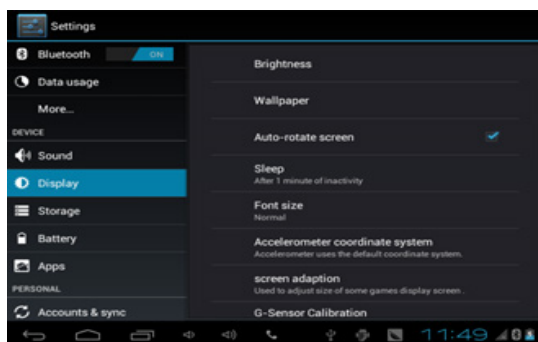 Settings
Bluetooth ON
Data usage
More...
DEVICE
Sound
Display
Storage
Battery
Apps
PERSONAL
Accounts & sync
Brightness
Wallpaper
Auto-rotate screen
Sleep
After 1 minute of inactivity
Font size
Normal
Accelerometer coordinate system
Accelerometer uses the default coordinate system.
screen adaption
Used to adjust size of some games display screen .
G-Sensor Calibration
11:49